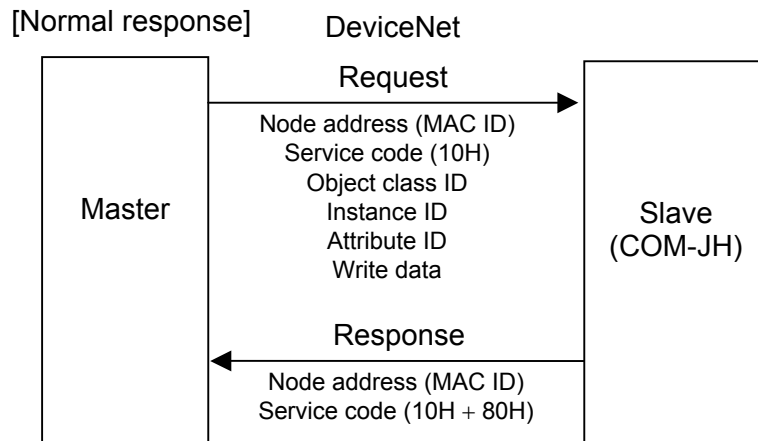 [Normal response]
DeviceNet
Request
Node address (MAC ID)
Service code (10H)
Object class ID
Instance ID
Attribute ID
Write data
Master
Slave
(COM-JH)
Response
Node address (MAC ID)
Service code (10H + 80H)